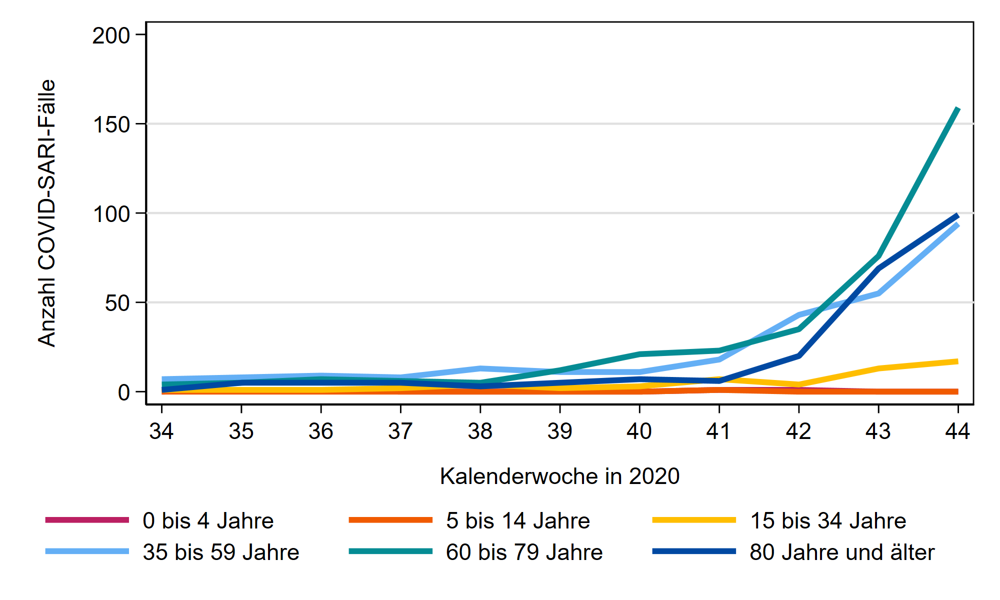 Anzahl COVID-SARI-Fälle
200
150
100
50
0
34 35 36 37 38 39 40 41 42 43 44
Kalenderwoche in 2020
0 bis 4 Jahre 5 bis 14 Jahre 15 bis 34 Jahre
35 bis 59 Jahre 60 bis 79 Jahre 80 Jahre und älter